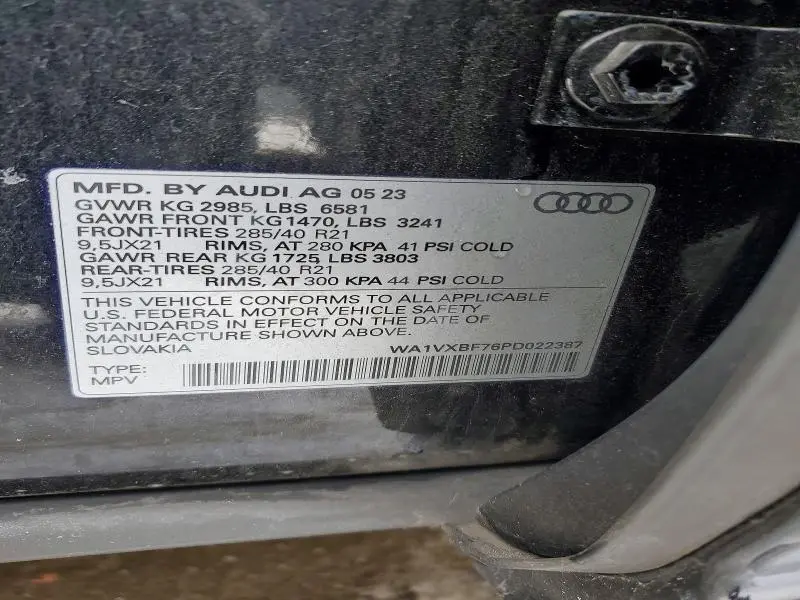 MFD. BY AUDI AG 05 23
GVWR KG 2985, LBS 6581
GAWR FRONT KG1470, LBS 3241
FRONT-TIRES 285/40 R21
9,5JX21 RIMS, AT 280 KPA 41 PSI COLD
GAWR REAR KG 1725 LBS 3803
REAR-TIRES 285/40 R21
9,5JX21 RIMS, AT 300 KPA 44 PSI COLD
THIS VEHICLE CONFORMS TO ALL APPLICABLE
U.S. FEDERAL MOTOR VEHICLE SAFETY
STANDARDS IN EFFECT ON THE DATE OF
MANUFACTURE SHOWN ABOVE.
SLOVAKIA WA1VXBF76PD022387
TYPE:
MPV